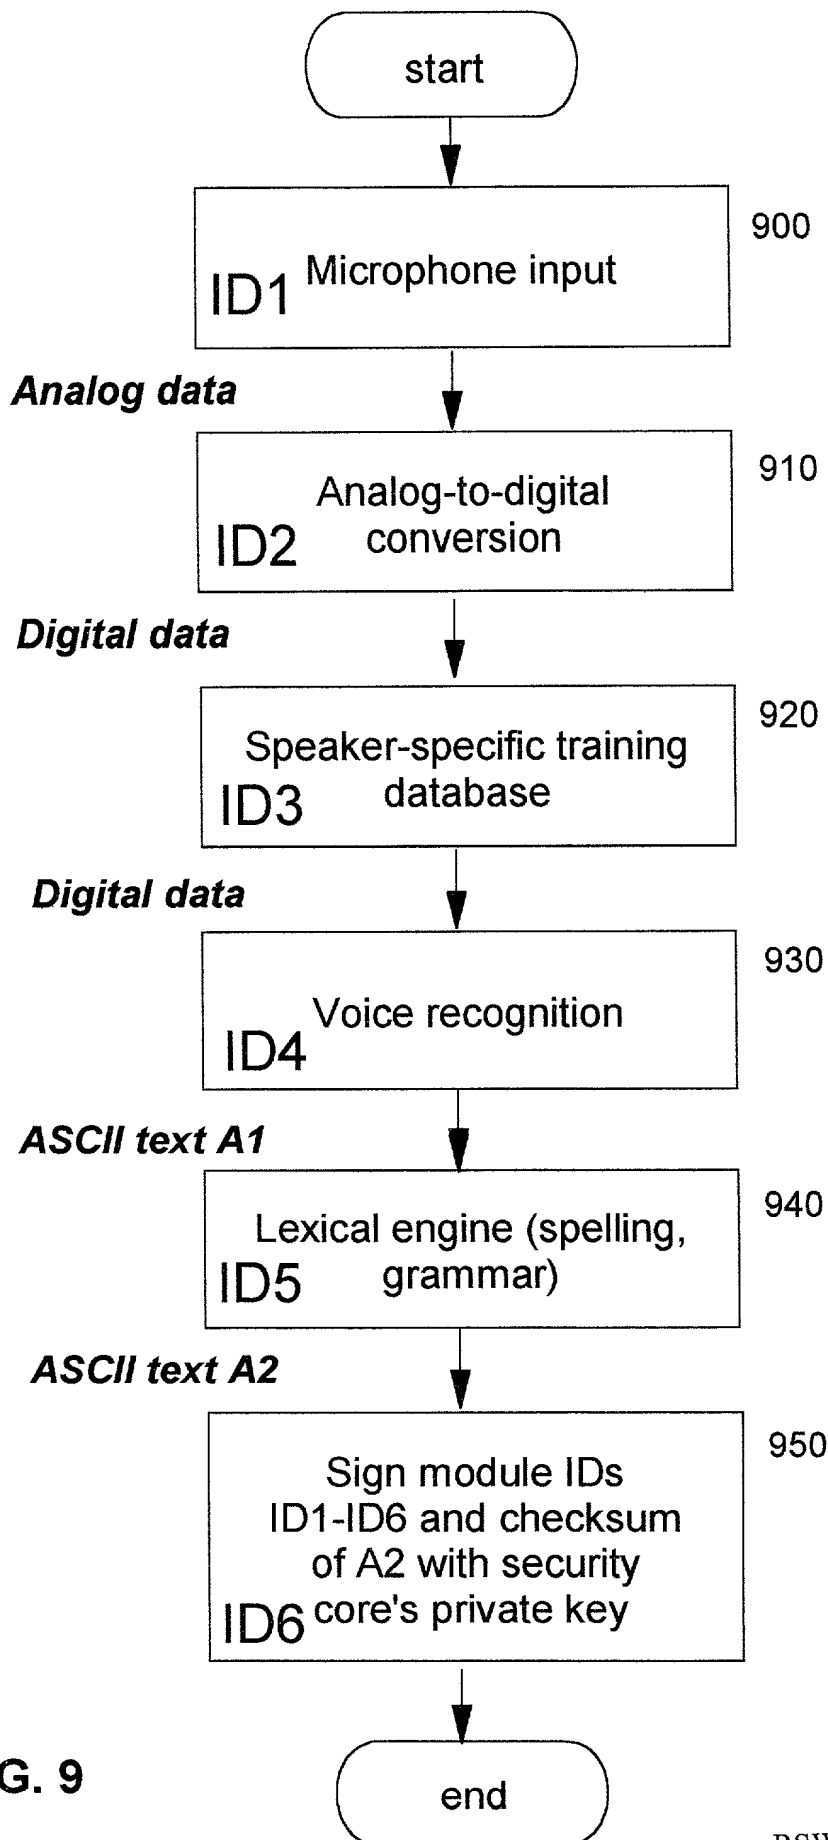 start
900
Microphone input
ID1
Analog data
910
Analog-to-digital
conversion
ID2
Digital data
920
Speaker-specific training
database
ID3
Digital data
930
Voice recognition
ID4
ASCII text A1
940
Lexical engine (spelling,
grammar)
ID5
ASCII text A2
950
Sign module IDs
ID1-ID6 and checksum
of A2 with security
core's private key
ID6
G. 9
end